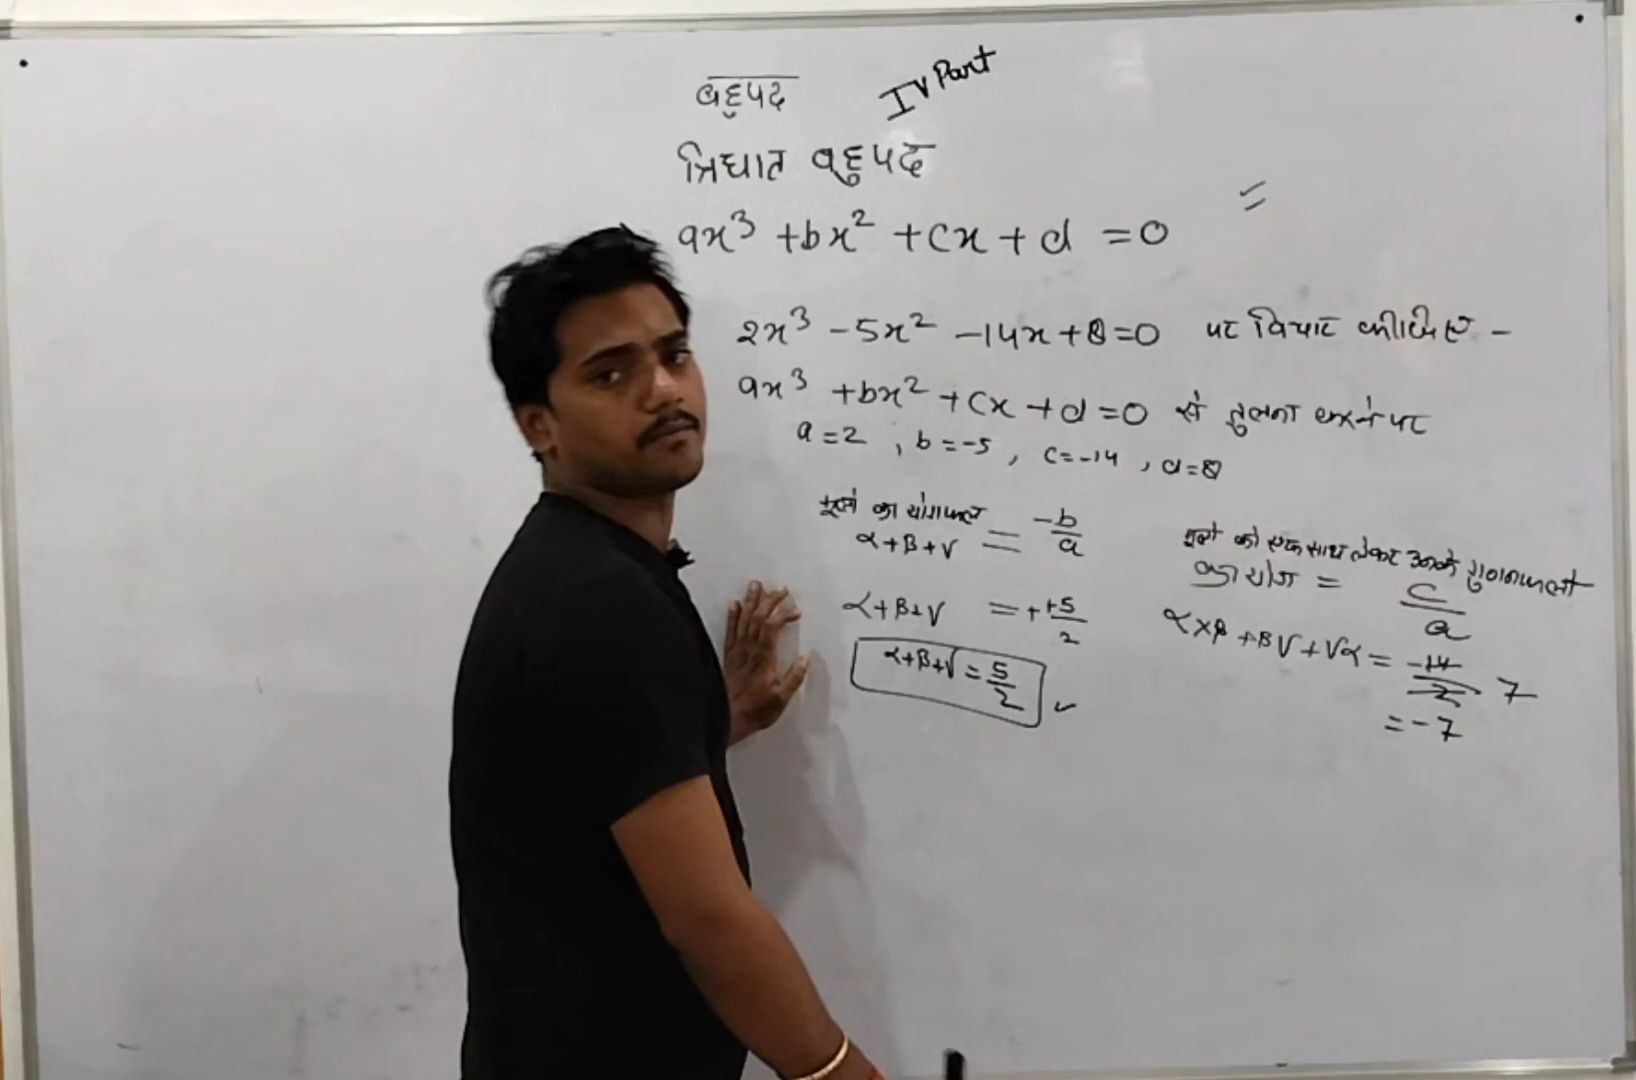 बहुपद
IV Part
त्रिघात बहुपद
ax³ + bx² + cx + d = 0
2x³ - 5x² - 14x + 8 = 0 पर विचार कीजिए -
ax³ + bx² + cx + d = 0 से तुलना करने पर
a = 2 , b = -5 , c = -14 , d = 8
मूलों का योगफल
α + β + γ = -b/a
α + β + γ = + +5/2
α + β + γ = 5/2 ✓
मूलों को एक साथ लेकर उनके गुणनफलों
का योग = c/a
α×β + βγ + γα = -14/2 7
= -7